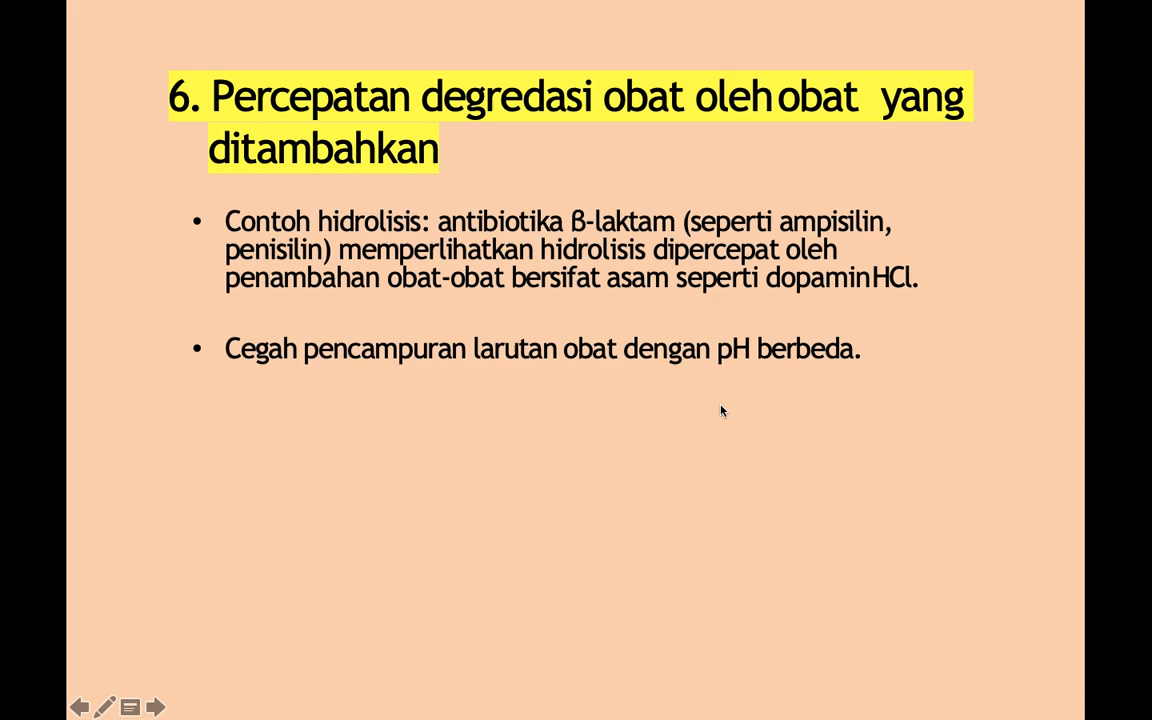 6. Percepatan degredasi obat oleh obat yang
ditambahkan
• Contoh hidrolisis: antibiotika ß-laktam (seperti ampisilin,
penisilin) memperlihatkan hidrolisis dipercepat oleh
penambahan obat-obat bersifat asam seperti dopamin HCl.
• Cegah pencampuran larutan obat dengan pH berbeda.